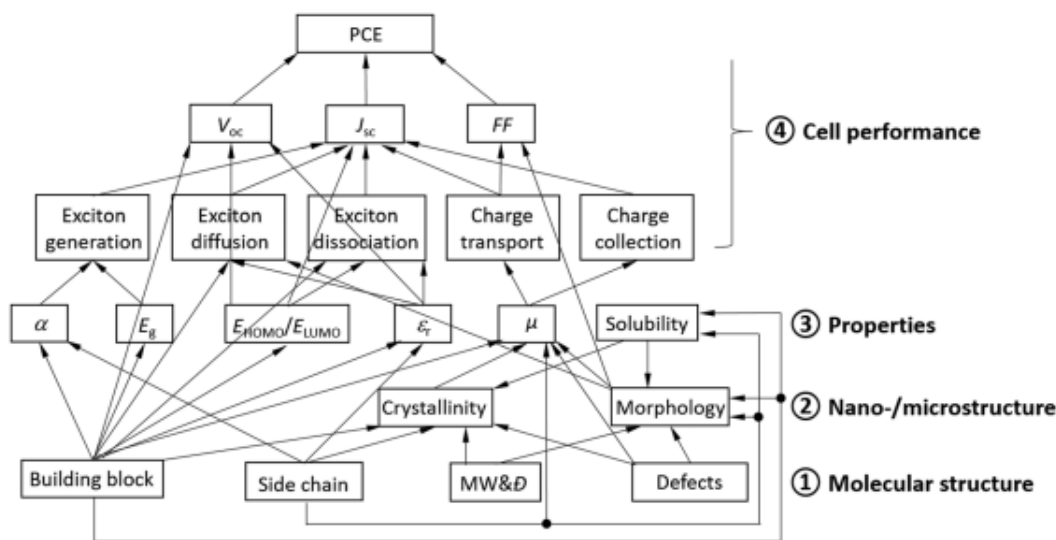 PCE
Voc
Jsc
FF
④ Cell performance
Exciton
generation
Exciton
diffusion
Exciton
dissociation
Charge
transport
Charge
collection
α
Eg
EHOMO/ELUMO
εr
μ
Solubility
③ Properties
Crystallinity
Morphology
② Nano-/microstructure
Building block
Side chain
MW&Đ
Defects
① Molecular structure